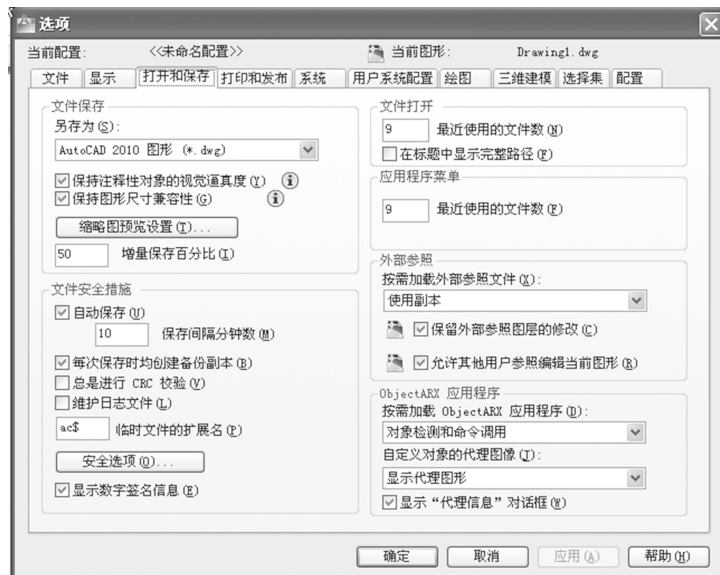 选项
当前配置: <<未命名配置>> 当前图形: Drawing1.dwg
文件 显示 打开和保存 打印和发布 系统 用户系统配置 绘图 三维建模 选择集 配置
文件保存
另存为(S):
AutoCAD 2010 图形 (*.dwg)
保持注释性对象的视觉逼真度(Y)
保持图形尺寸兼容性(G)
缩略图预览设置(T)...
50 增量保存百分比(I)
文件安全措施
自动保存(U)
10 保存间隔分钟数(M)
每次保存时均创建备份副本(B)
总是进行 CRC 校验(V)
维护日志文件(L)
ac$ 临时文件的扩展名(P)
安全选项(O)...
显示数字签名信息(E)
文件打开
9 最近使用的文件数(N)
在标题中显示完整路径(F)
应用程序菜单
9 最近使用的文件数(F)
外部参照
按需加载外部参照文件(X):
使用副本
保留外部参照图层的修改(C)
允许其他用户参照编辑当前图形(R)
ObjectARX 应用程序
按需加载 ObjectARX 应用程序(D):
对象检测和命令调用
自定义对象的代理图像(J):
显示代理图形
显示“代理信息”对话框(W)
确定 取消 应用(A) 帮助(H)